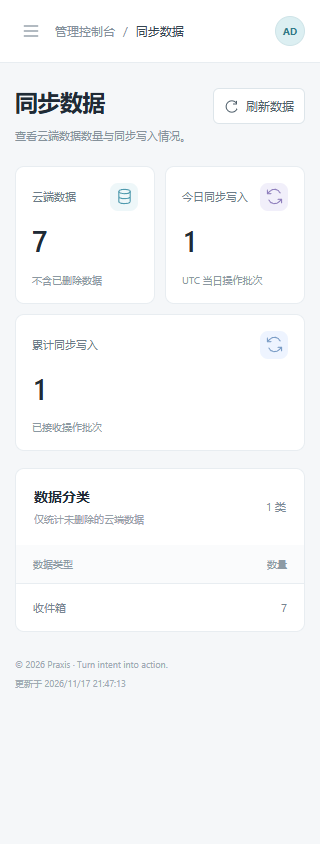 管理控制台 / 同步数据
AD
同步数据
刷新数据
查看云端数据数量与同步写入情况。
云端数据
7
不含已删除数据
今日同步写入
1
UTC 当日操作批次
累计同步写入
1
已接收操作批次
数据分类
仅统计未删除的云端数据
1 类
数据类型 数量
收件箱 7
© 2026 Praxis · Turn intent into action.
更新于 2026/11/17 21:47:13